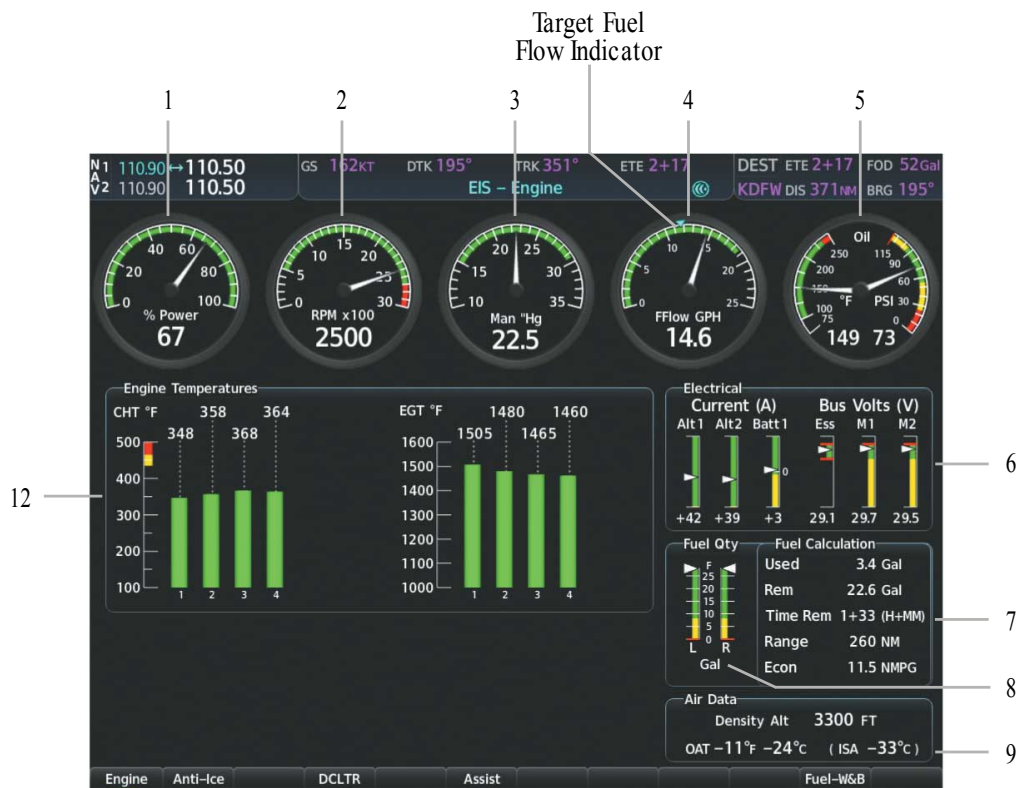 Target Fuel
Flow Indicator
1 2 3 4 5
N 1 110.90 ↔ 110.50
A
V 2 110.90 110.50
GS 162KT DTK 195° TRK 351° ETE 2+17
EIS – Engine
DEST ETE 2+17 FOD 52Gal
KDFW DIS 371NM BRG 195°
0 20 40 60 80 100
% Power
67
0 5 10 15 20 25 30
RPM x100
2500
10 15 20 25 30 35
Man "Hg
22.5
0 5 10 15 25
FFlow GPH
14.6
Oil
250 200 150 100 75
°F
115 90 60 30 0
PSI
149 73
Engine Temperatures
CHT °F
348 358 368 364
500
400
300
200
100
1 2 3 4
EGT °F
1505 1480 1465 1460
1600
1500
1400
1300
1200
1100
1000
1 2 3 4
12
Electrical
Current (A) Bus Volts (V)
Alt1 Alt2 Batt1 Ess M1 M2
0
+42 +39 +3 29.1 29.7 29.5
6
Fuel Qty
F
25
20
15
10
5
0
L R
Gal
8
Fuel Calculation
Used 3.4 Gal
Rem 22.6 Gal
Time Rem 1+33 (H+MM)
Range 260 NM
Econ 11.5 NMPG
7
Air Data
Density Alt 3300 FT
OAT –11°F –24°C ( ISA –33°C )
9
Engine Anti–Ice DCLTR Assist Fuel–W&B